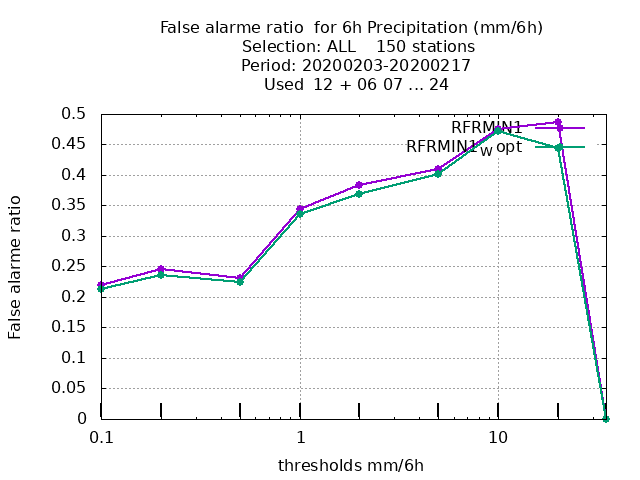 False alarme ratio  for 6h Precipitation (mm/6h)
Selection: ALL    150 stations
Period: 20200203-20200217
Used  12 + 06 07 ... 24
RFRMIN1
RFRMIN1w opt
0.5
0.45
0.4
0.35
0.3
0.25
0.2
0.15
0.1
0.05
0
False alarme ratio
0.1
1
10
thresholds mm/6h